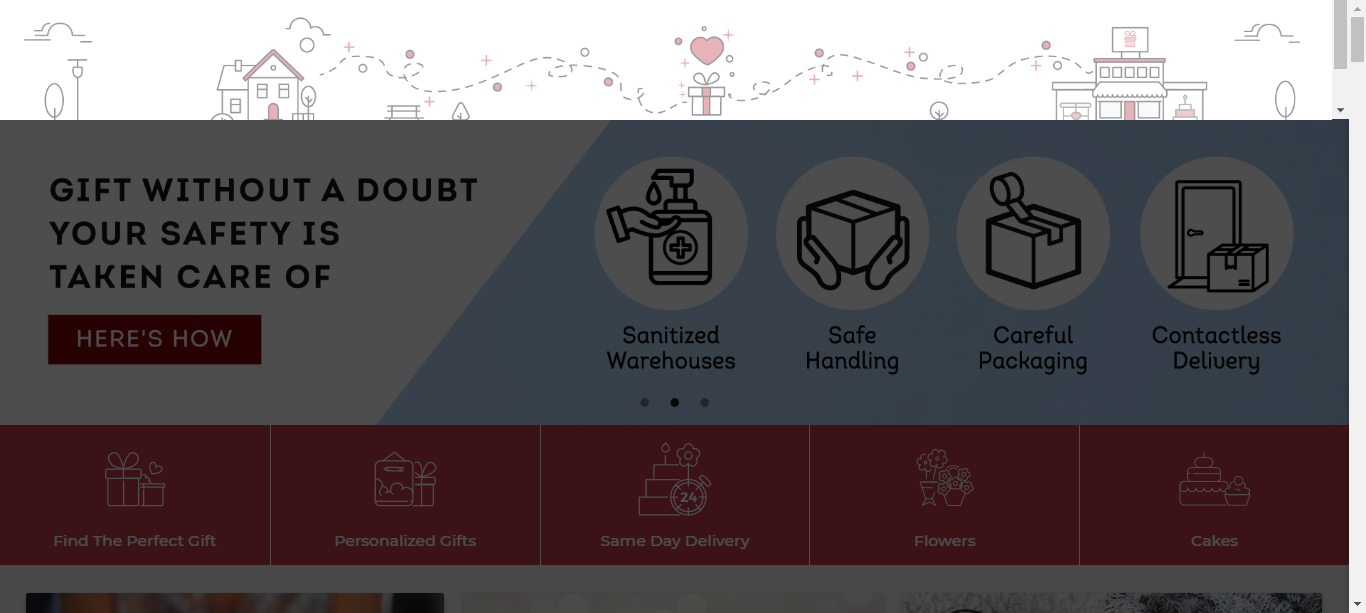 GIFT WITHOUT A DOUBT
YOUR SAFETY IS
TAKEN CARE OF
HERE'S HOW
Sanitized
Warehouses
Safe
Handling
Careful
Packaging
Contactless
Delivery
24
Find The Perfect Gift
Personalized Gifts
Same Day Delivery
Flowers
Cakes